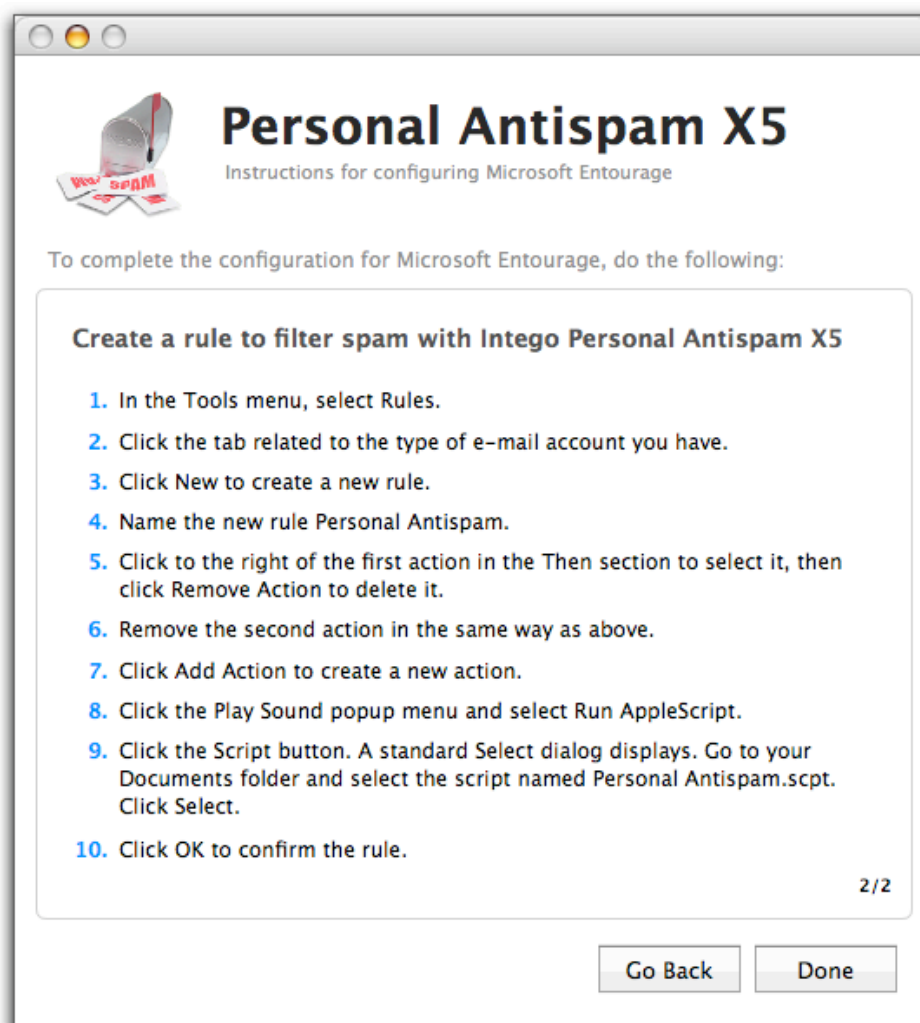 Personal Antispam X5
Instructions for configuring Microsoft Entourage
SPAM
To complete the configuration for Microsoft Entourage, do the following:
Create a rule to filter spam with Intego Personal Antispam X5
1. In the Tools menu, select Rules.
2. Click the tab related to the type of e-mail account you have.
3. Click New to create a new rule.
4. Name the new rule Personal Antispam.
5. Click to the right of the first action in the Then section to select it, then
click Remove Action to delete it.
6. Remove the second action in the same way as above.
7. Click Add Action to create a new action.
8. Click the Play Sound popup menu and select Run AppleScript.
9. Click the Script button. A standard Select dialog displays. Go to your
Documents folder and select the script named Personal Antispam.scpt.
Click Select.
10. Click OK to confirm the rule.
2/2
Go Back
Done